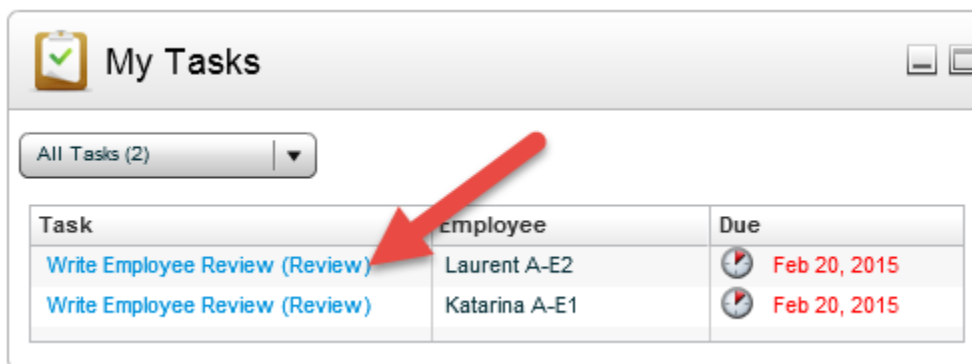 My Tasks
All Tasks (2)
Task Employee Due
Write Employee Review (Review) Laurent A-E2 Feb 20, 2015
Write Employee Review (Review) Katarina A-E1 Feb 20, 2015